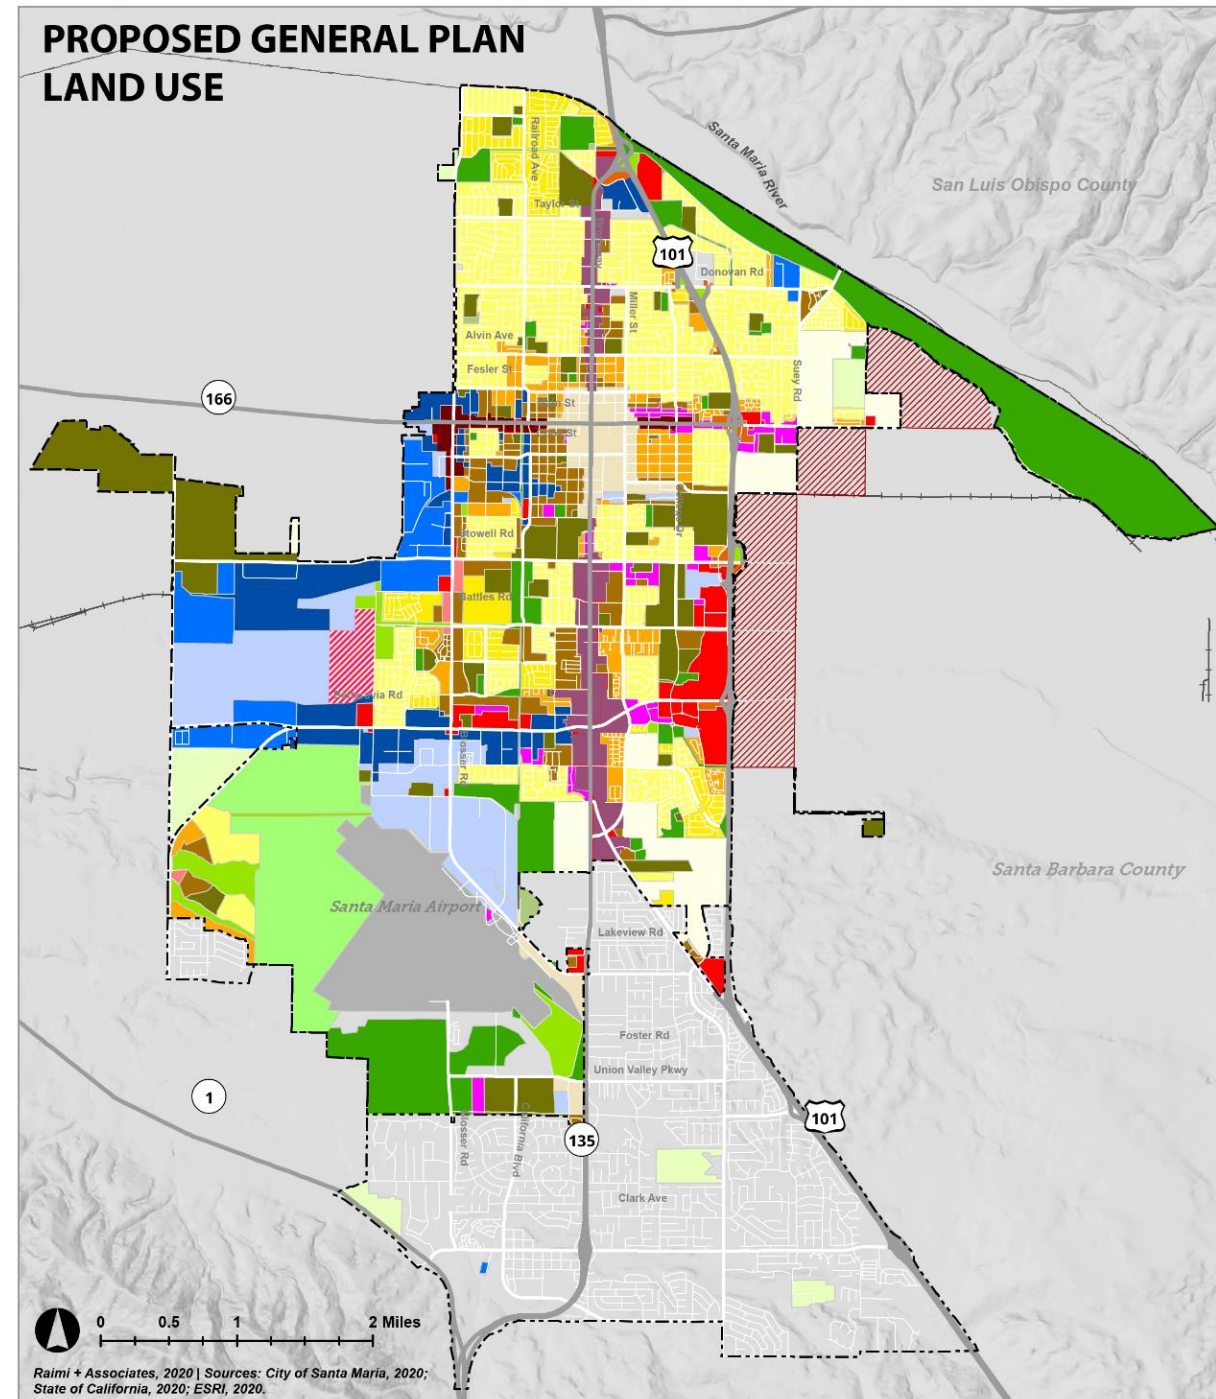 PROPOSED GENERAL PLAN
LAND USE
Santa Maria River
San Luis Obispo County
Railroad Ave
Taylor St
101
Donovan Rd
Miller St
Alvin Ave
Fesler St
Suey Rd
166
Stowell Rd
Battles Rd
Blosser Rd
Santa Barbara County
Santa Maria Airport
Lakeview Rd
Foster Rd
Union Valley Pkwy
1
101
135
Blosser Rd
California Blvd
Clark Ave
0 0.5 1 2 Miles
Raimi + Associates, 2020 | Sources: City of Santa Maria, 2020;
State of California, 2020; ESRI, 2020.